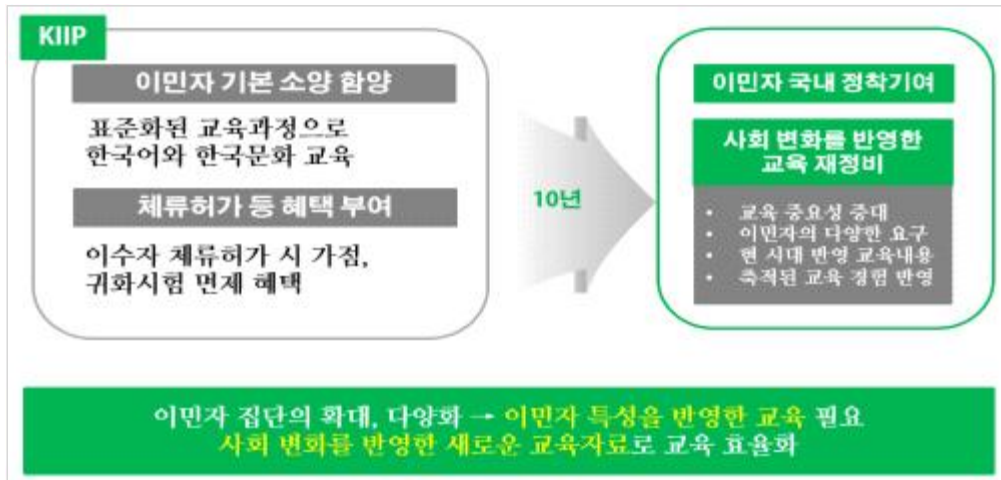 KIIP
이민자 기본 소양 함양
표준화된 교육과정으로
한국어와 한국문화 교육
체류허가 등 혜택 부여
이수자 체류허가 시 가점,
귀화시험 면제 혜택
10년
이민자 국내 정착기여
사회 변화를 반영한
교육 재정비
• 교육 중요성 증대
• 이민자의 다양한 요구
• 현 시대 반영 교육내용
• 축적된 교육 경험 반영
이민자 집단의 확대, 다양화 → 이민자 특성을 반영한 교육 필요
사회 변화를 반영한 새로운 교육자료로 교육 효율화